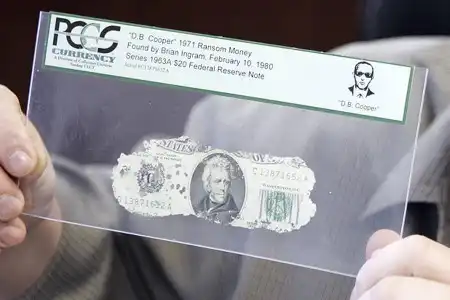 PCGS
CURRENCY
"D.B. Cooper" 1971 Ransom Money
Found by Brian Ingram, February 10, 1980
Series 1963A $20 Federal Reserve Note
"D.B. Cooper"
STATES